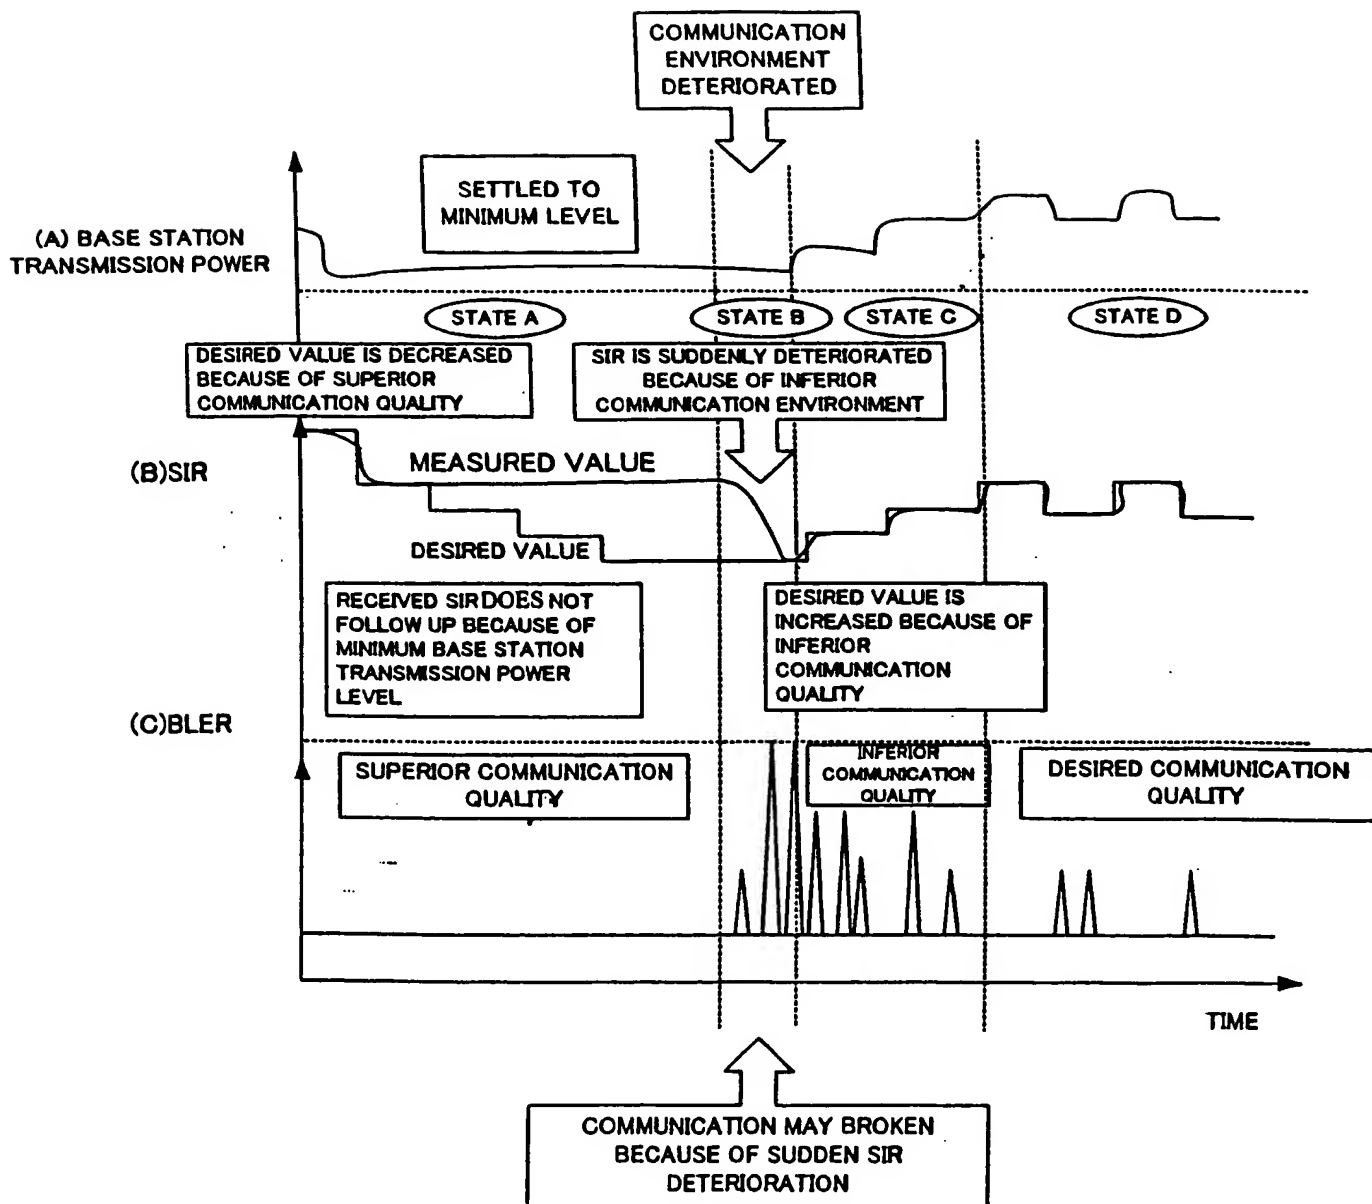 COMMUNICATION
ENVIRONMENT
DETERIORATED
SETTLED TO
MINIMUM LEVEL
(A) BASE STATION
TRANSMISSION POWER
STATE A
STATE B
STATE C
STATE D
DESIRED VALUE IS DECREASED
BECAUSE OF SUPERIOR
COMMUNICATION QUALITY
SIR IS SUDDENLY DETERIORATED
BECAUSE OF INFERIOR
COMMUNICATION ENVIRONMENT
(B)SIR
MEASURED VALUE
DESIRED VALUE
RECEIVED SIR DOES NOT
FOLLOW UP BECAUSE OF
MINIMUM BASE STATION
TRANSMISSION POWER
LEVEL
DESIRED VALUE IS
INCREASED BECAUSE OF
INFERIOR
COMMUNICATION
QUALITY
(C)BLER
SUPERIOR COMMUNICATION
QUALITY
INFERIOR
COMMUNICATION
QUALITY
DESIRED COMMUNICATION
QUALITY
TIME
COMMUNICATION MAY BROKEN
BECAUSE OF SUDDEN SIR
DETERIORATION